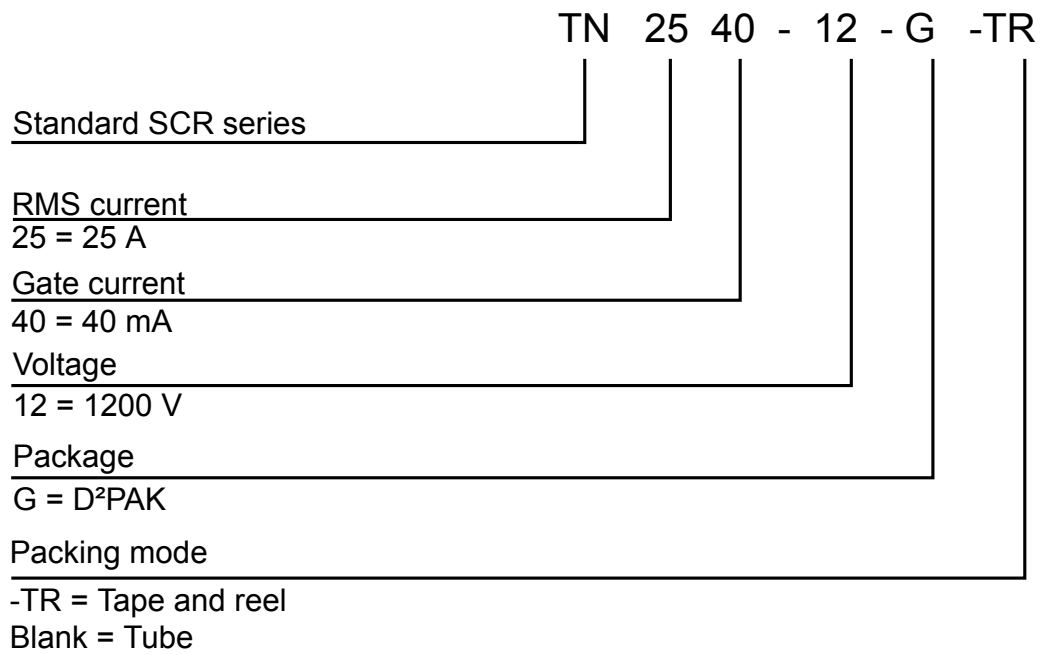 TN 25 40 - 12 - G -TR
Standard SCR series
RMS current
25 = 25 A
Gate current
40 = 40 mA
Voltage
12 = 1200 V
Package
G = D²PAK
Packing mode
-TR = Tape and reel
Blank = Tube